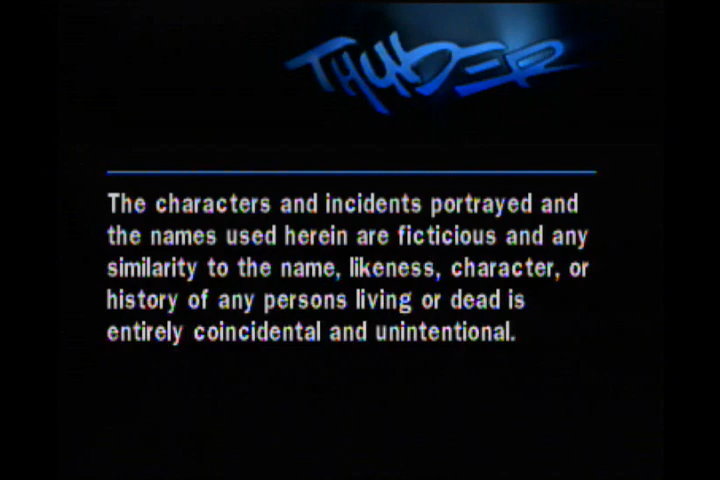 THUNDER
The characters and incidents portrayed and
the names used herein are ficticious and any
similarity to the name, likeness, character, or
history of any persons living or dead is
entirely coincidental and unintentional.